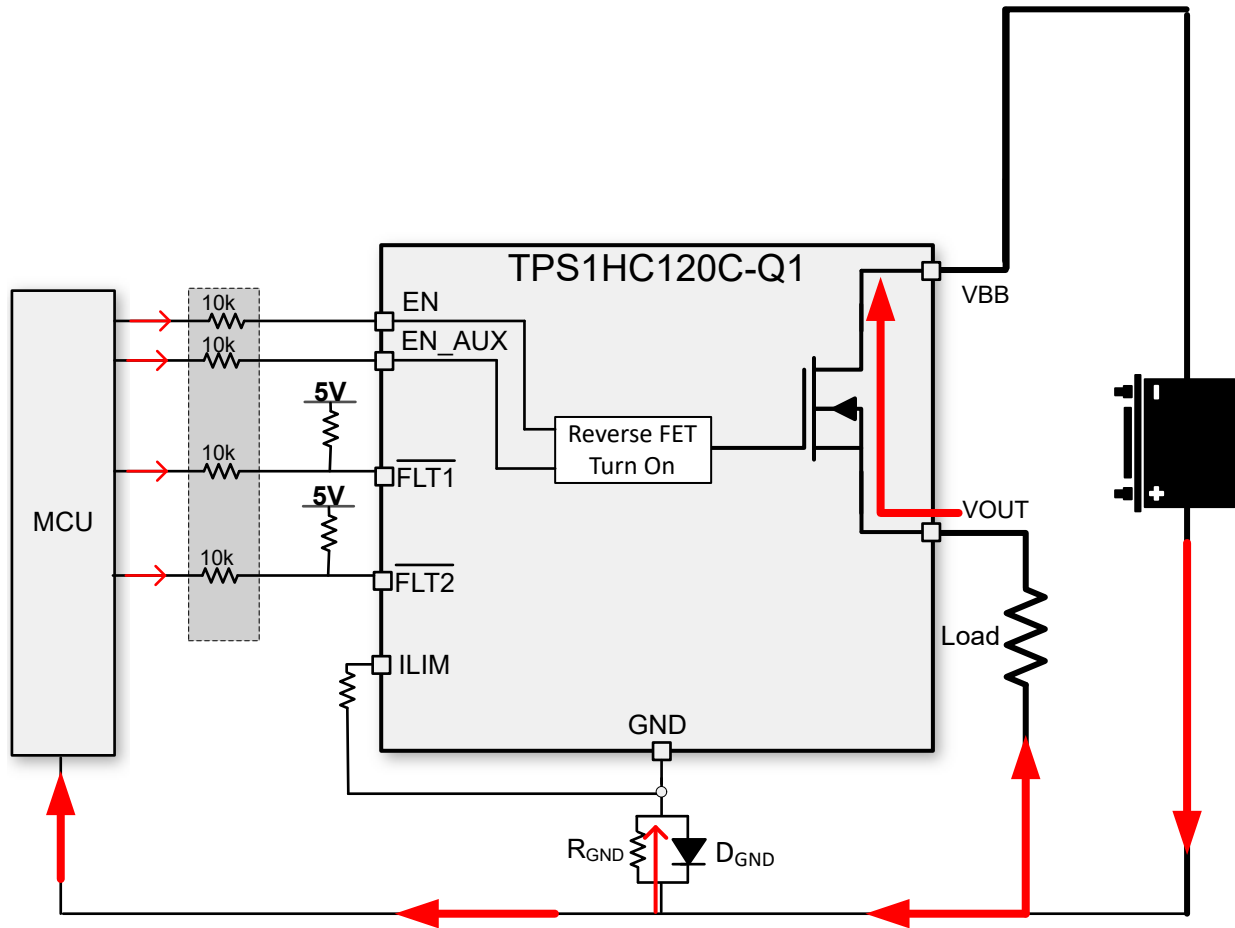 TPS1HC120C-Q1
VBB
10k
EN
10k
EN_AUX
5V
Reverse FET
Turn On
-
10k
FLT1
5V
VOUT
+
MCU
10k
FLT2
Load
ILIM
GND
RGND
DGND